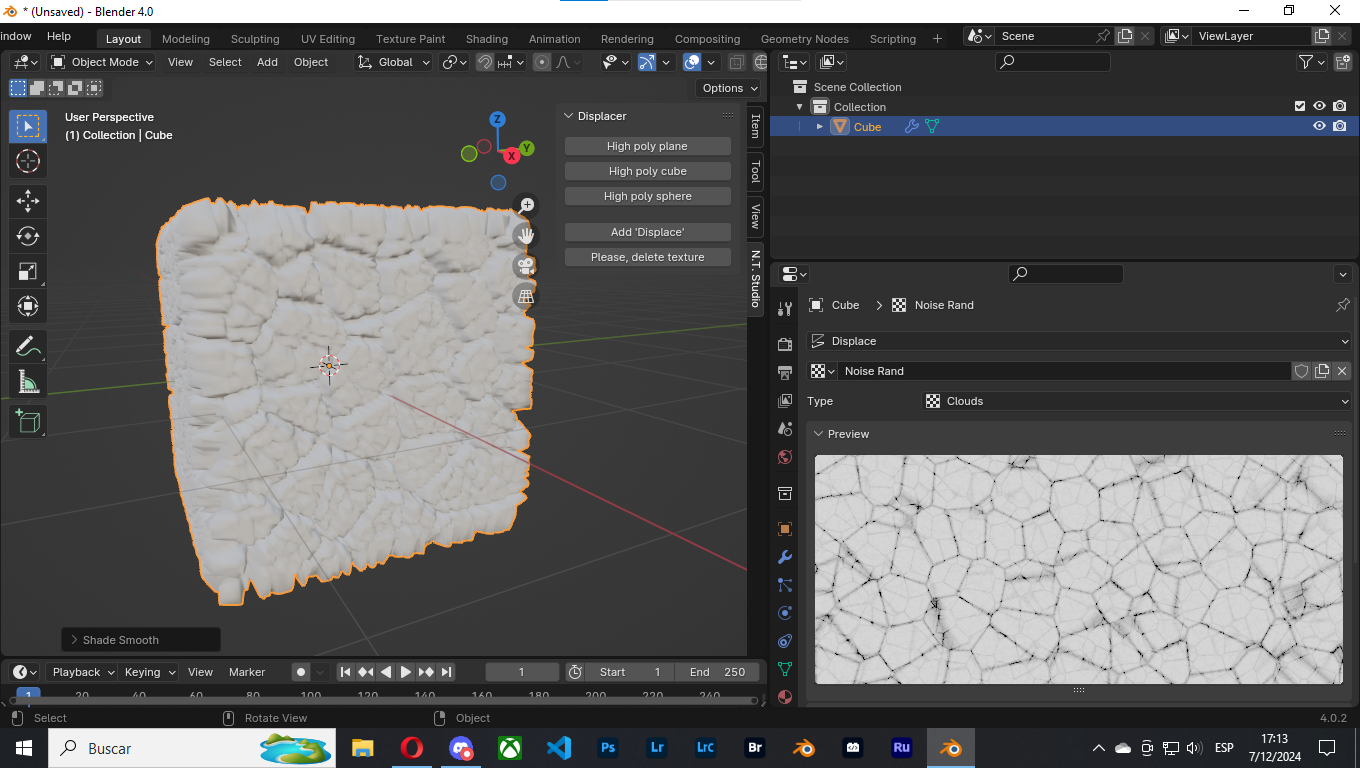 * (Unsaved) - Blender 4.0
indow Help Layout Modeling Sculpting UV Editing Texture Paint Shading Animation Rendering Compositing Geometry Nodes Scripting + Scene ViewLayer
Object Mode View Select Add Object Global
Options
User Perspective
(1) Collection | Cube
Z
Y
X
Displacer
High poly plane
High poly cube
High poly sphere
Add 'Displace'
Please, delete texture
Item
Tool
View
N.T. Studio
Shade Smooth
Scene Collection
Collection
Cube
Cube > Noise Rand
Displace
Noise Rand
Type Clouds
Preview
Playback Keying View Marker 1 Start 1 End 250
1 20 40 60 80 100 120 140 160 180 200 220 240
Select Rotate View Object 4.0.2
Buscar Ps Lr Lrc Br Ru ESP 17:13
7/12/2024